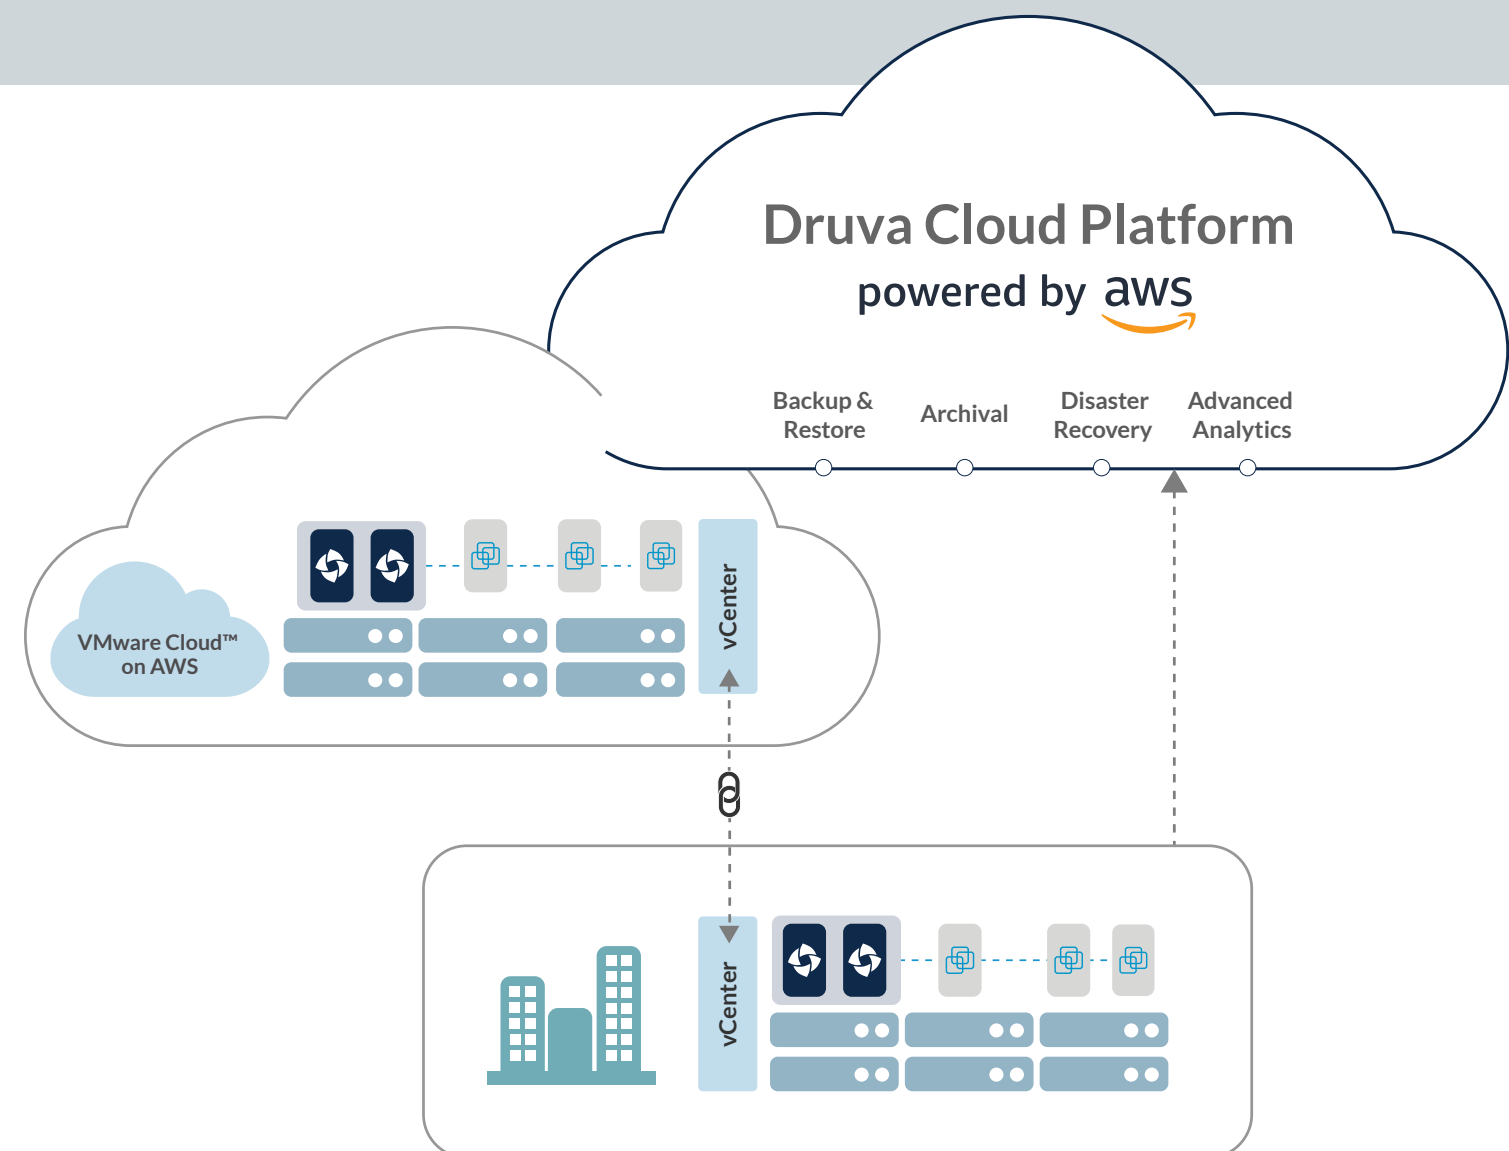 Druva Cloud Platform
powered by aws
Backup &
Restore
Archival
Disaster
Recovery
Advanced
Analytics
VMware Cloud™
on AWS
vCenter
vCenter